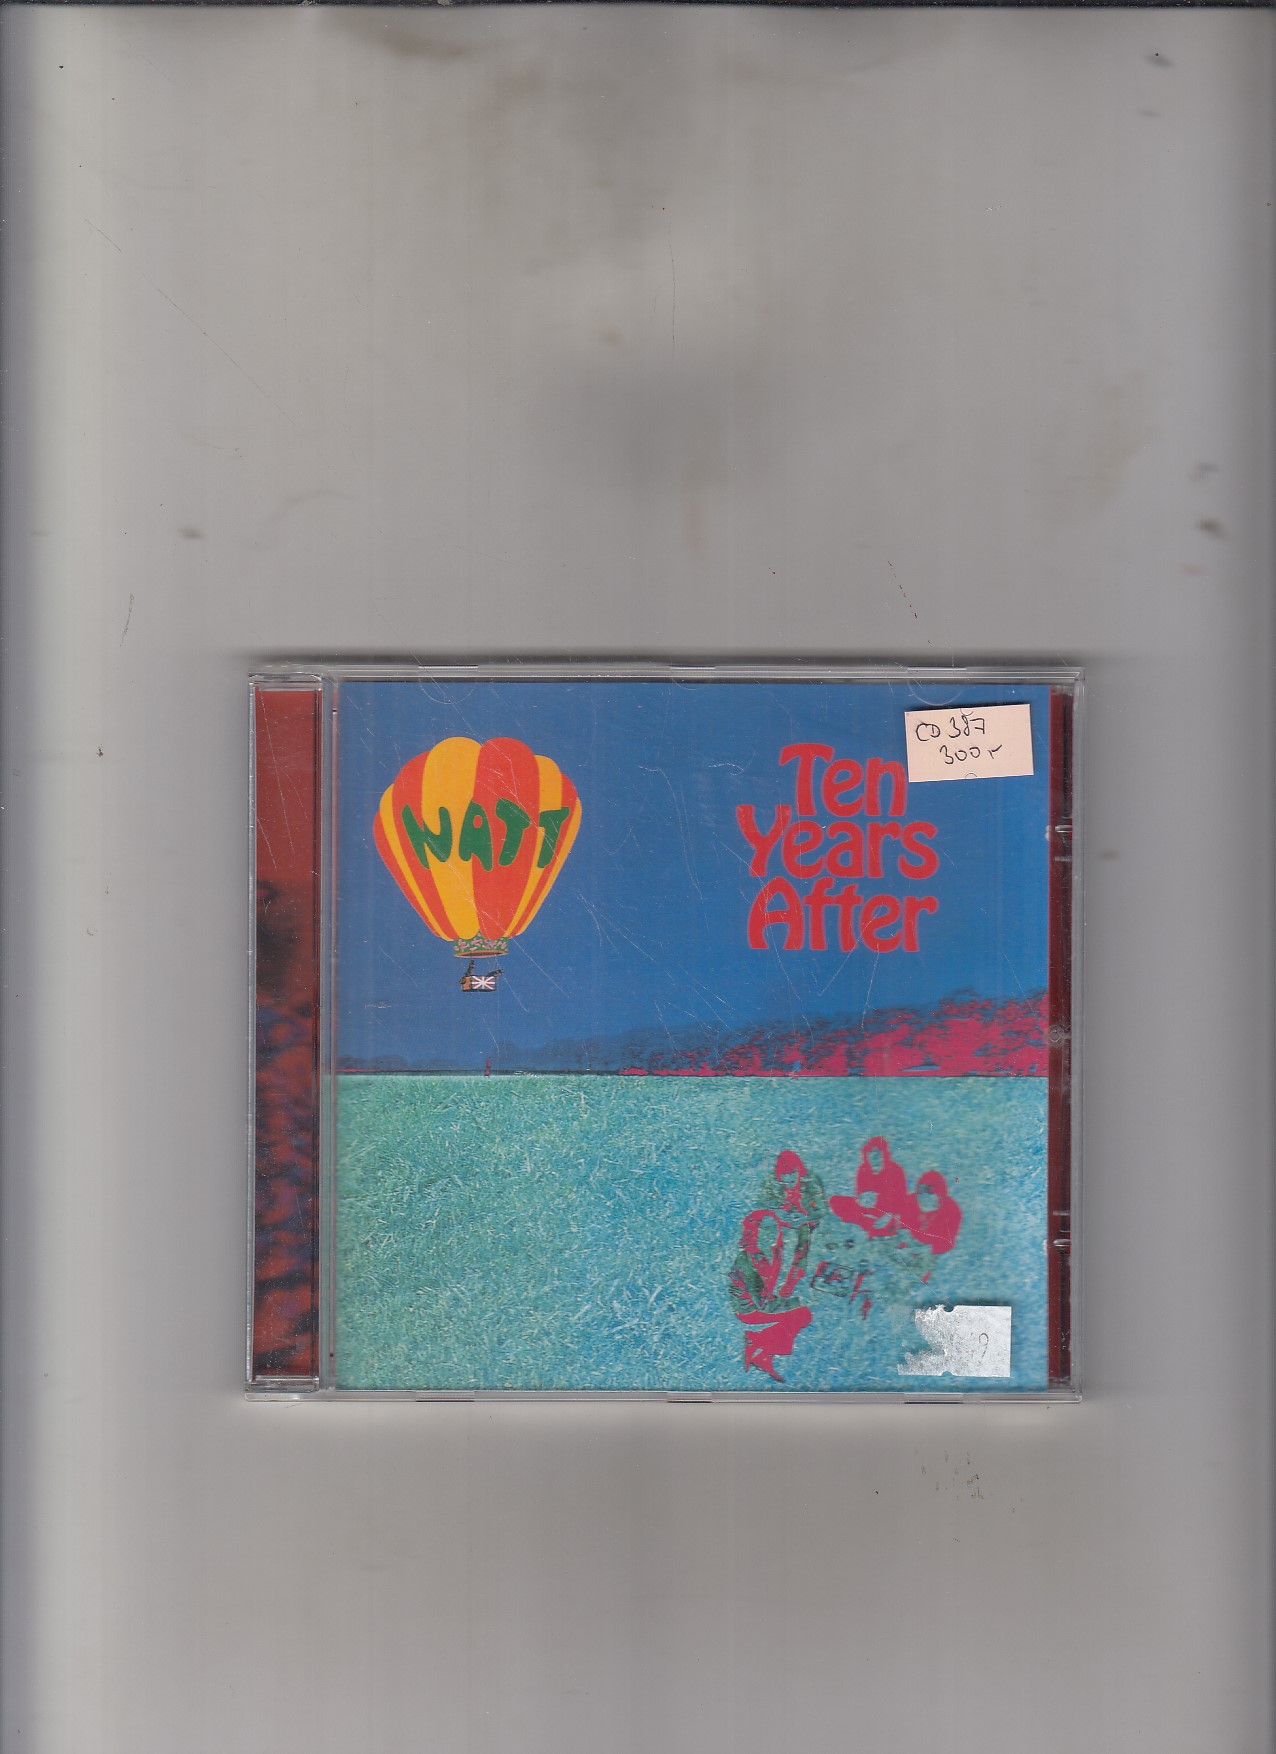 WATT
CD 387
300 r
Ten
Years
After